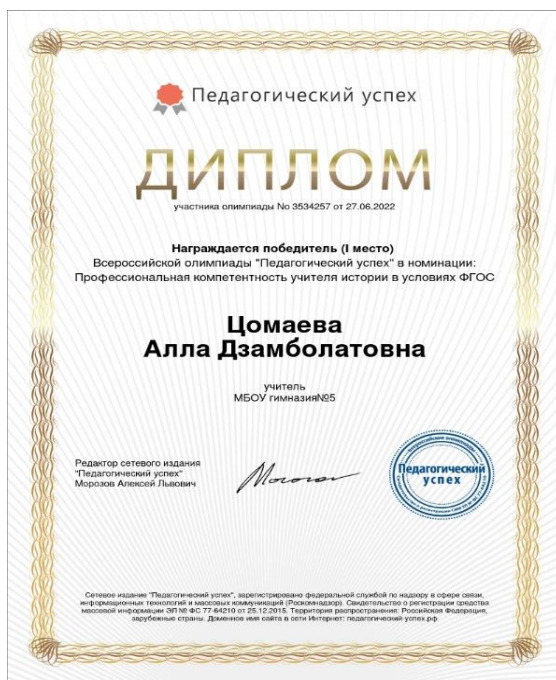 Педагогический успех
ДИПЛОМ
участника олимпиады No 3534257 от 27.06.2022
Награждается победитель (I место)
Всероссийской олимпиады "Педагогический успех" в номинации:
Профессиональная компетентность учителя истории в условиях ФГОС
Цомаева
Алла Дзамболатовна
учитель
МБОУ гимназия№5
Редактор сетевого издания
"Педагогический успех"
Морозов Алексей Львович
Педагогический
успех
Сетевое издание "Педагогический успех", зарегистрировано федеральной службой по надзору в сфере связи,
информационных технологий и массовых коммуникаций (Роскомнадзор). Свидетельство о регистрации средства
массовой информации ЭЛ № ФС 77-64210 от 25.12.2015. Территория распространения: Российская Федерация,
зарубежные страны. Доменное имя сайта в сети Интернет: педагогический-успех.рф